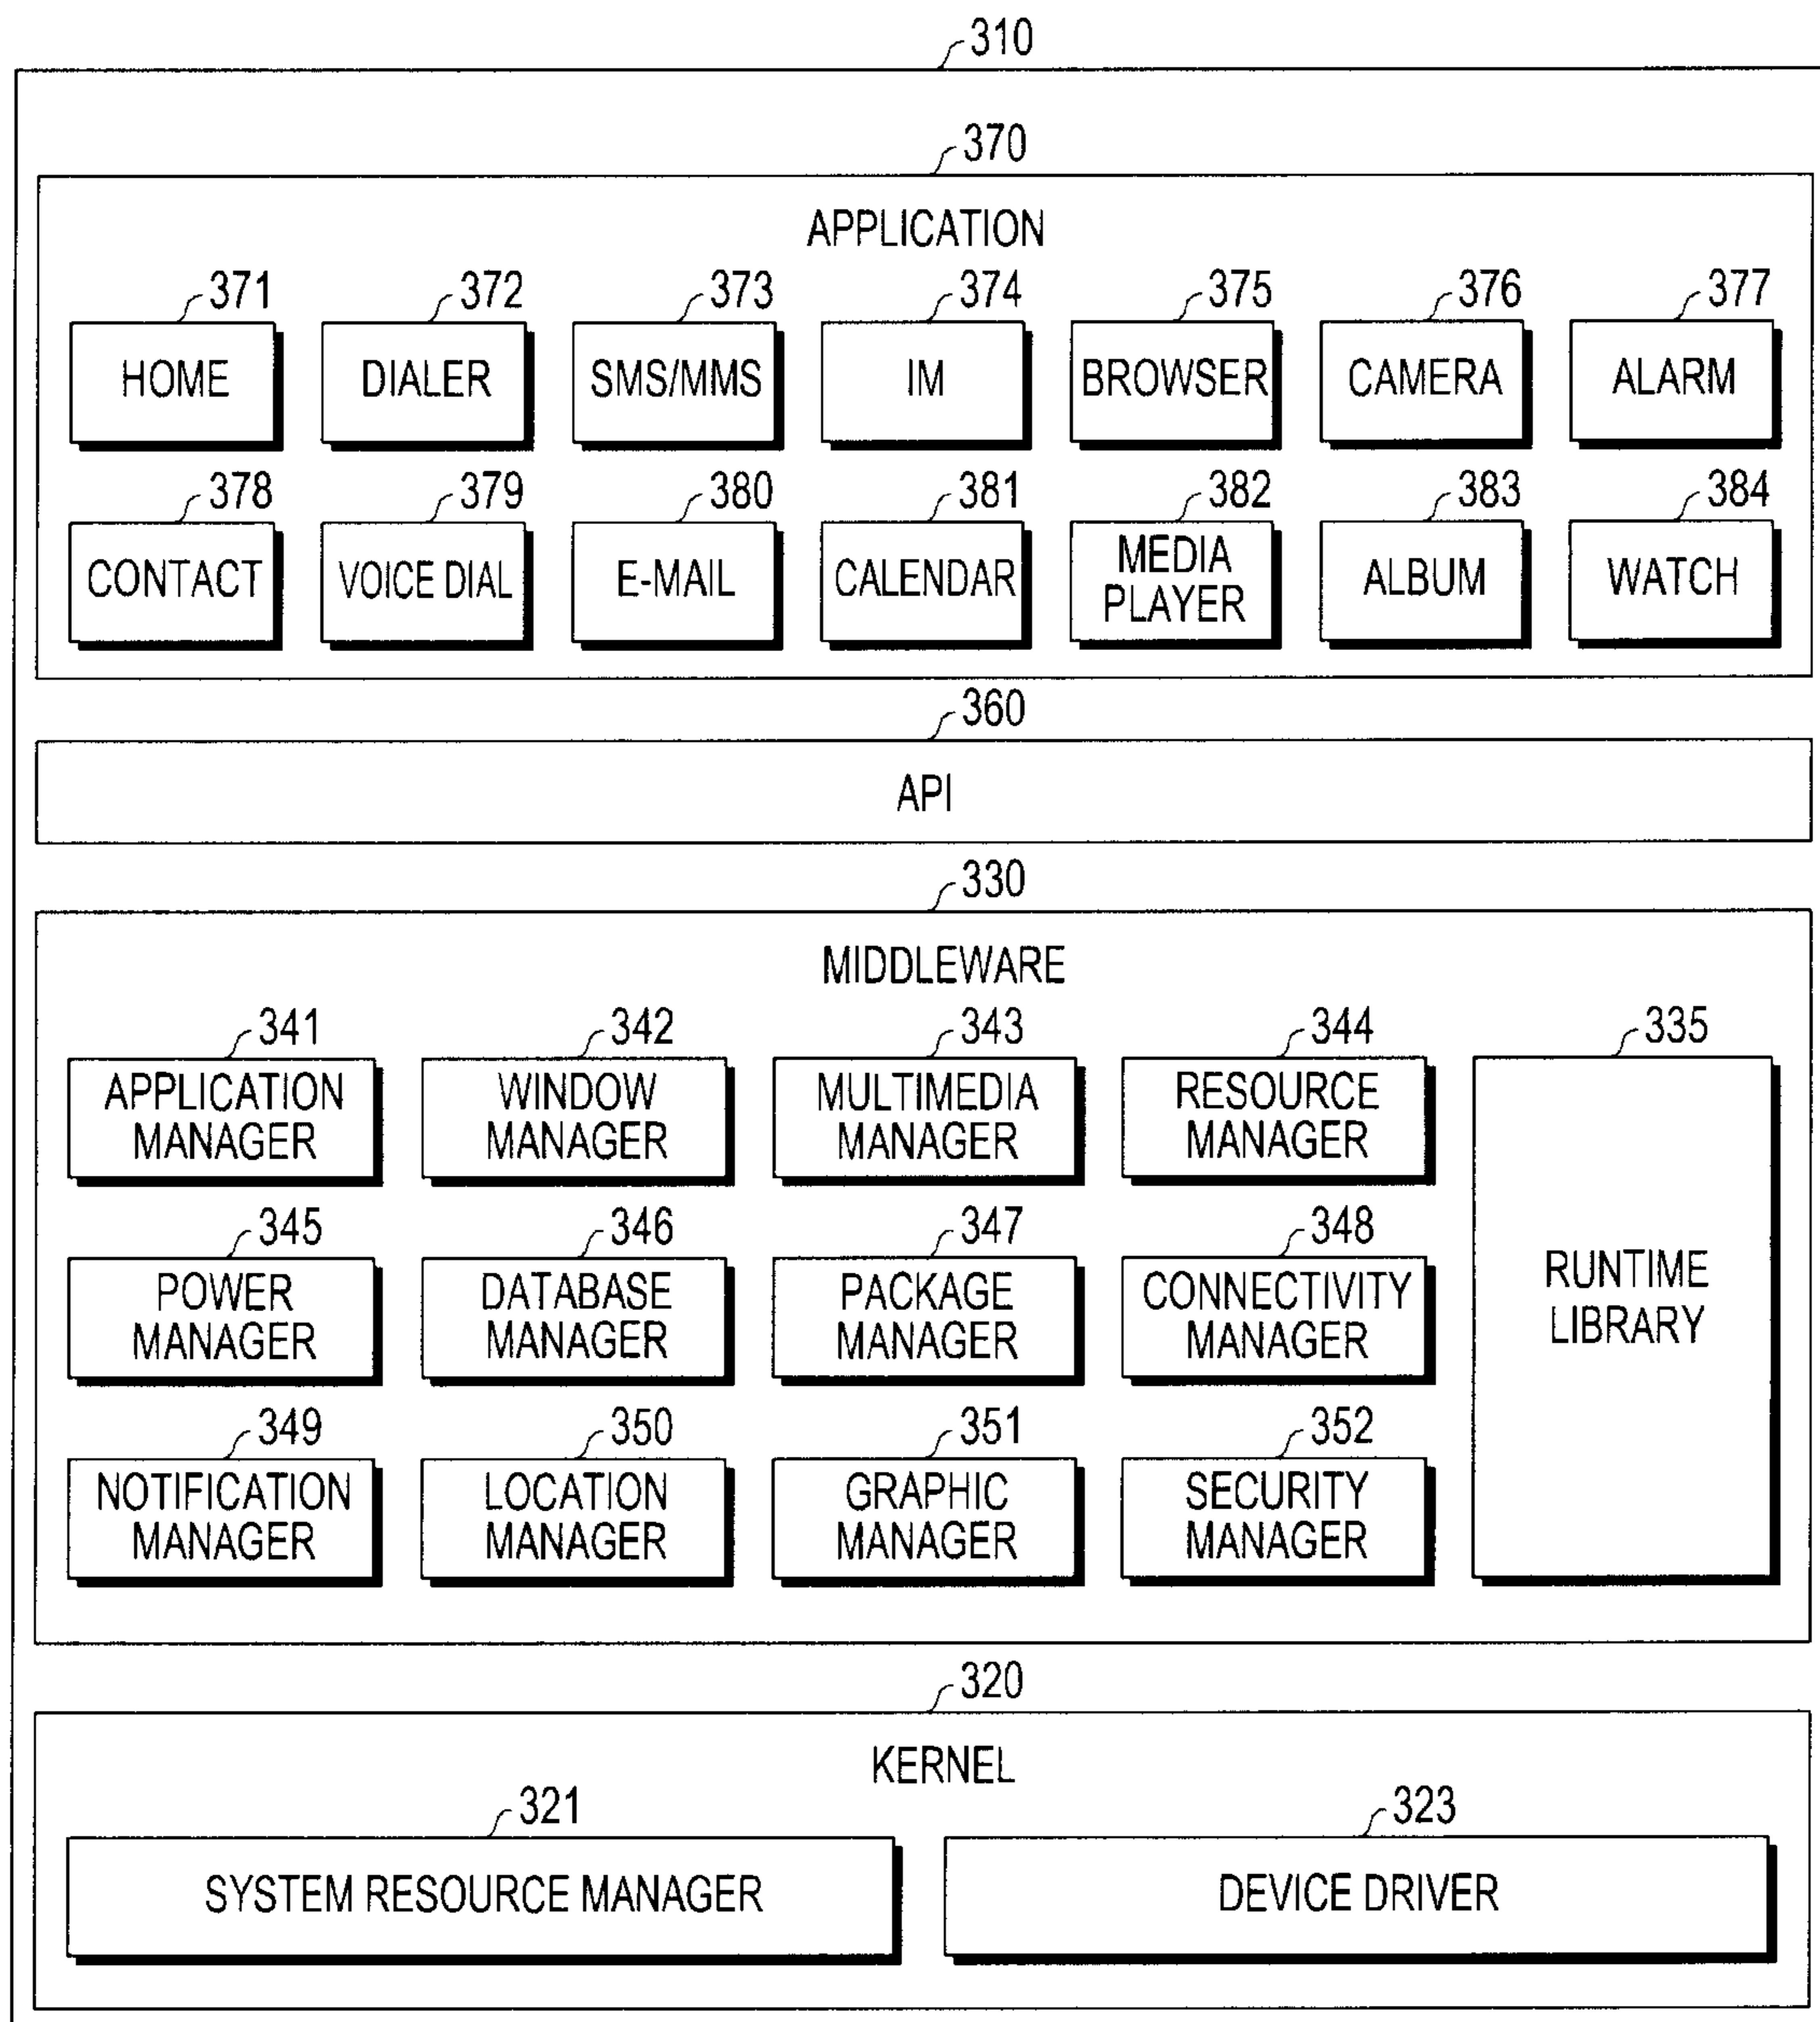 310
370
APPLICATION
371 372 373 374 375 376 377
HOME DIALER SMS/MMS IM BROWSER CAMERA ALARM
378 379 380 381 382 383 384
CONTACT VOICE DIAL E-MAIL CALENDAR MEDIA PLAYER ALBUM WATCH
360
API
330
MIDDLEWARE
341 342 343 344 335
APPLICATION MANAGER WINDOW MANAGER MULTIMEDIA MANAGER RESOURCE MANAGER
345 346 347 348
POWER MANAGER DATABASE MANAGER PACKAGE MANAGER CONNECTIVITY MANAGER RUNTIME LIBRARY
349 350 351 352
NOTIFICATION MANAGER LOCATION MANAGER GRAPHIC MANAGER SECURITY MANAGER
320
KERNEL
321 323
SYSTEM RESOURCE MANAGER DEVICE DRIVER